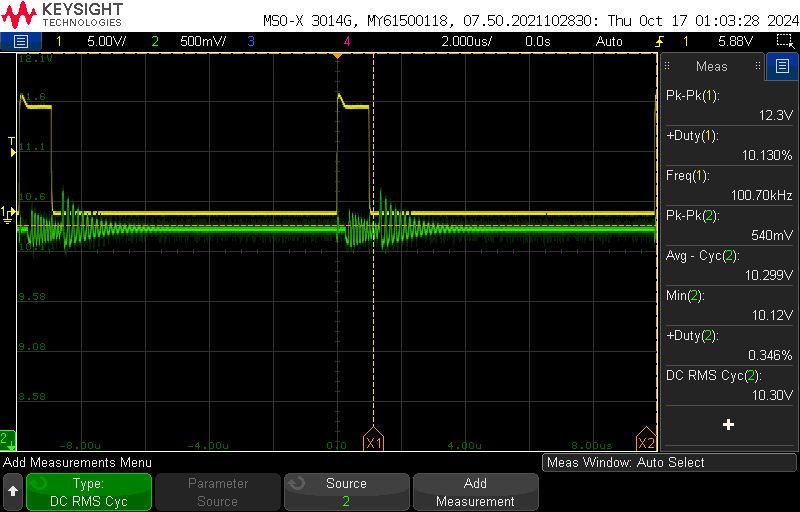 KEYSIGHT
TECHNOLOGIES
MSO-X 3014G, MY61500118, 07.50.2021102830: Thu Oct 17 01:03:28 2024
1 5.00V/ 2 500mV/ 3 4 2.000us/ 0.0s Auto 1 5.88V
12.1V
11.6
11.1
10.6
9.58
9.08
8.58
T
1
2
-8.00u -4.00u 0.0 4.00u 8.00u
X1
X2
Meas
Pk-Pk(1):
12.3V
+Duty(1):
10.130%
Freq(1):
100.70kHz
Pk-Pk(2):
540mV
Avg - Cyc(2):
10.299V
Min(2):
10.12V
+Duty(2):
0.346%
DC RMS Cyc(2):
10.30V
+
Add Measurements Menu
Meas Window: Auto Select
Type:
DC RMS Cyc
Parameter
Source
Source
2
Add
Measurement